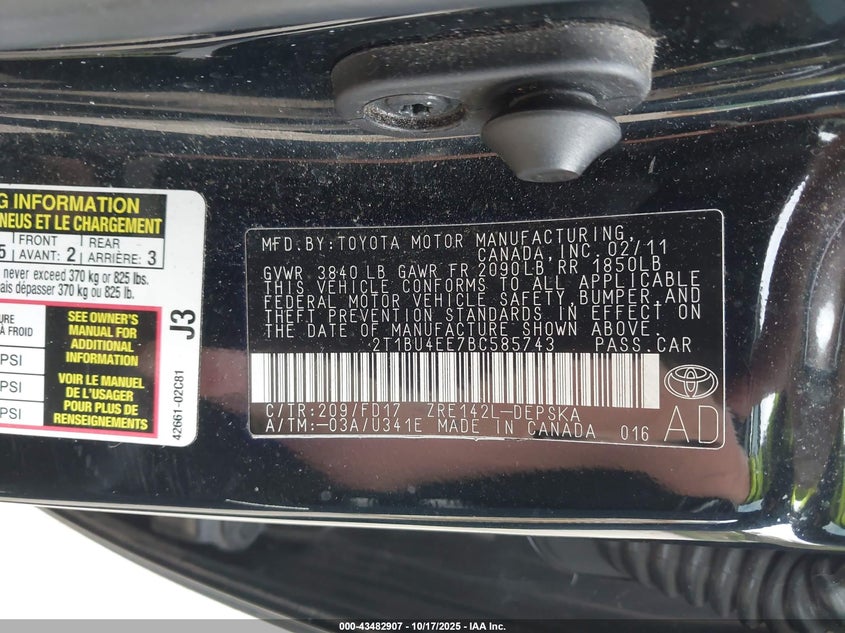 G INFORMATION
NEUS ET LE CHARGEMENT
5 FRONT 2 REAR 3
AVANT: ARRIÈRE:
never exceed 370 kg or 825 lbs.
ais dépasser 370 kg ou 825 lb.
SEE OWNER'S
MANUAL FOR
ADDITIONAL
INFORMATION
VOIR LE MANUEL
DE L'USAGER
POUR PLUS DE
RENSEIGNEMENTS
URE
À FROID
PSI
PSI
PSI
J3
42661-02C81
MFD.BY:TOYOTA MOTOR MANUFACTURING,
CANADA,INC. 02/11
GVWR 3840LB GAWR FR 2090LB RR 1850LB
THIS VEHICLE CONFORMS TO ALL APPLICABLE
FEDERAL MOTOR VEHICLE SAFETY,BUMPER,AND
THEFT PREVENTION STANDARDS IN EFFECT ON
THE DATE OF MANUFACTURE SHOWN ABOVE.
2T1BU4EE7BC585743 PASS.CAR
C/TR:209/FD17 ZRE142L-DEPSKA
A/TM:-03A/U341E MADE IN CANADA 016
AD
000-43482907 - 10/17/2025 - IAA Inc.